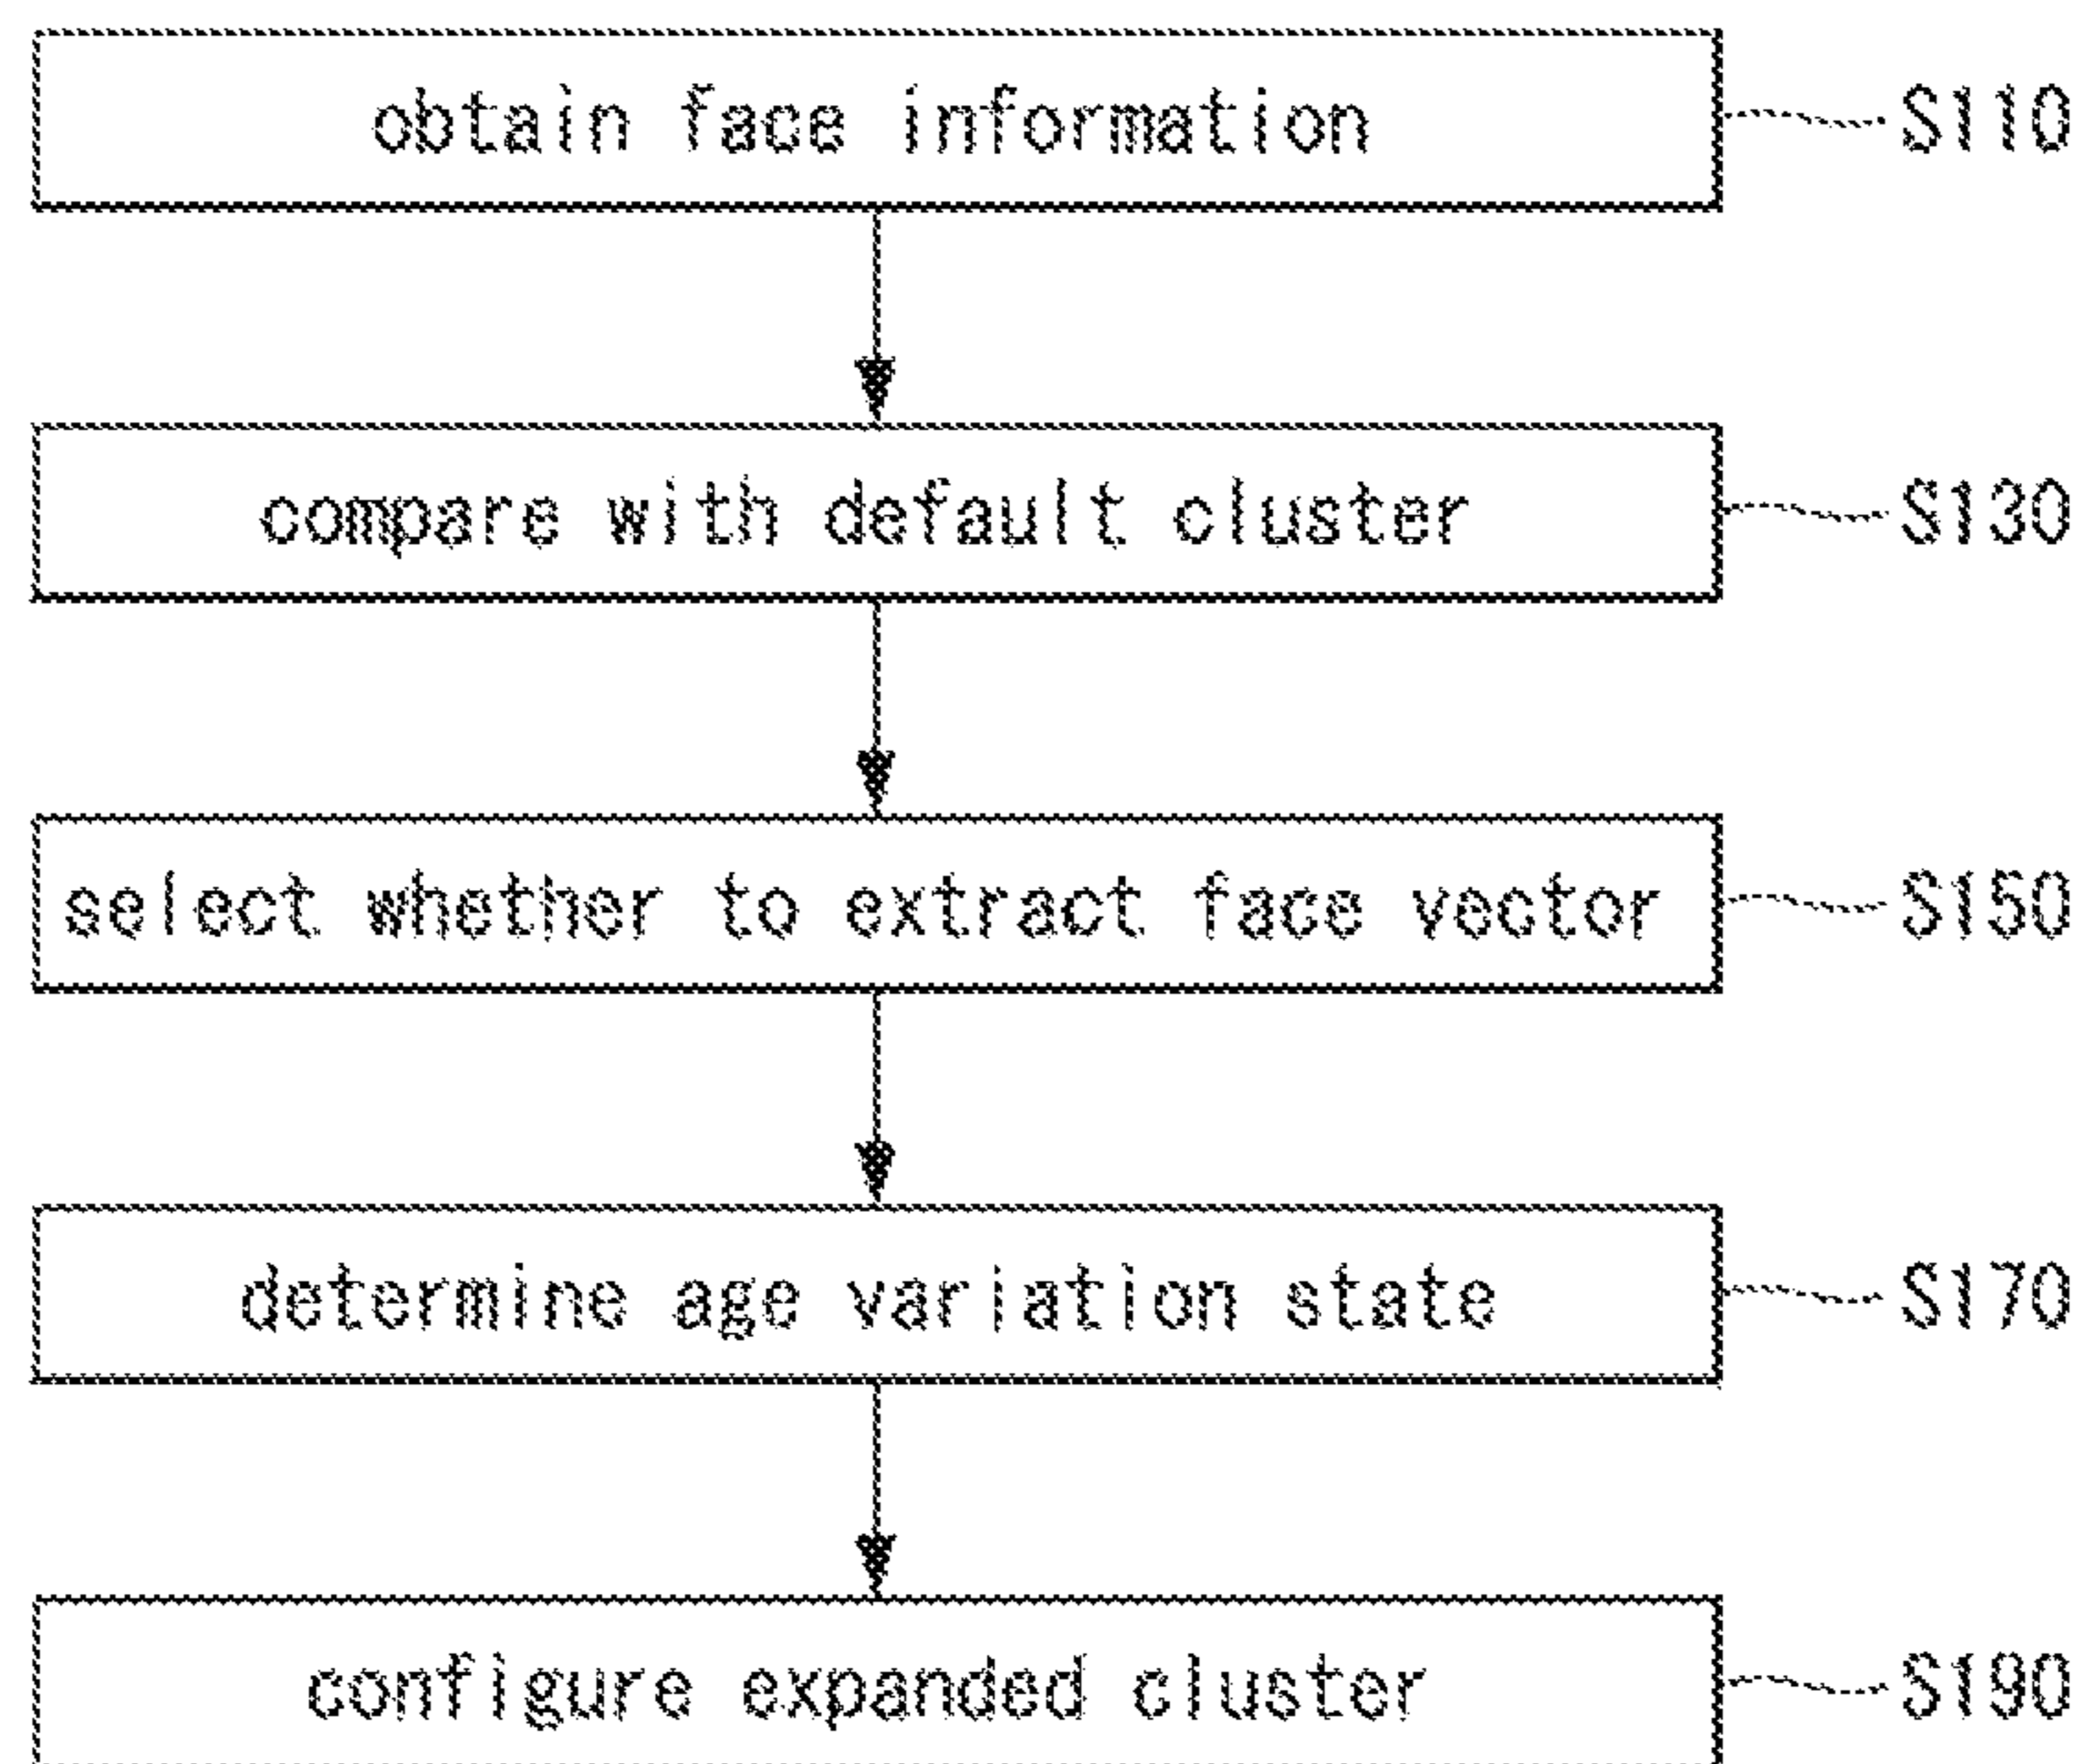 obtain face information S110
compare with default cluster S130
select whether to extract face vector S150
determine age variation state S170
configure expanded cluster S190